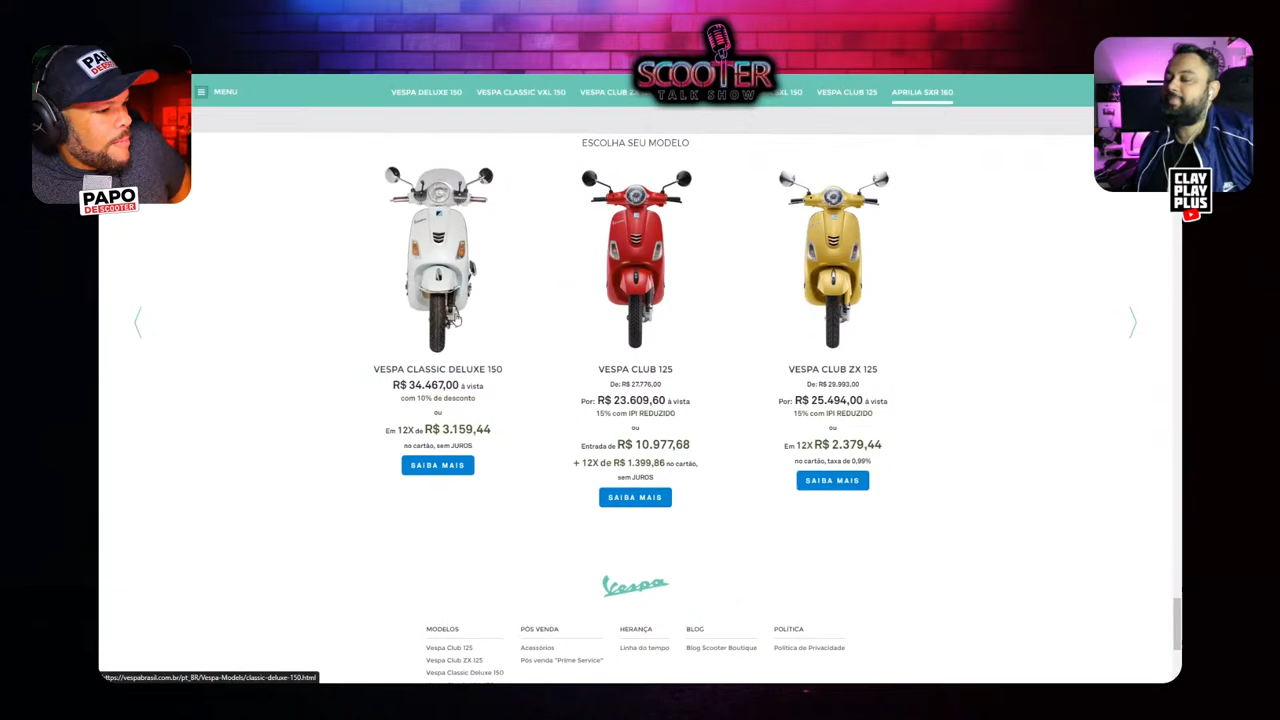 PAPO
DE SCOOTER
SCOOTER
TALK SHOW
MENU
VESPA DELUXE 150
VESPA CLASSIC VXL 150
VESPA CLUB ZX
SXL 150
VESPA CLUB 125
APRILIA SXR 160
PAPO
DE SCOOTER
CLAY
PLAY
PLUS
ESCOLHA SEU MODELO
VESPA CLASSIC DELUXE 150
R$ 34.467,00 à vista
com 10% de desconto
ou
Em 12X de R$ 3.159,44
no cartão, sem JUROS
SAIBA MAIS
VESPA CLUB 125
De: R$ 27.776,00
Por: R$ 23.609,60 à vista
15% com IPI REDUZIDO
ou
Entrada de R$ 10.977,68
+ 12X de R$ 1.399,86 no cartão,
sem JUROS
SAIBA MAIS
VESPA CLUB ZX 125
De: R$ 29.993,00
Por: R$ 25.494,00 à vista
15% com IPI REDUZIDO
ou
Em 12X R$ 2.379,44
no cartão, taxa de 0,99%
SAIBA MAIS
Vespa
MODELOS
Vespa Club 125
Vespa Club ZX 125
Vespa Classic Deluxe 150
PÓS VENDA
Acessórios
Pós venda "Prime Service"
HERANÇA
Linha do tempo
BLOG
Blog Scooter Boutique
POLÍTICA
Política de Privacidade
https://vespabrasil.com.br/pt_BR/Vespa-Models/classic-deluxe-150.html